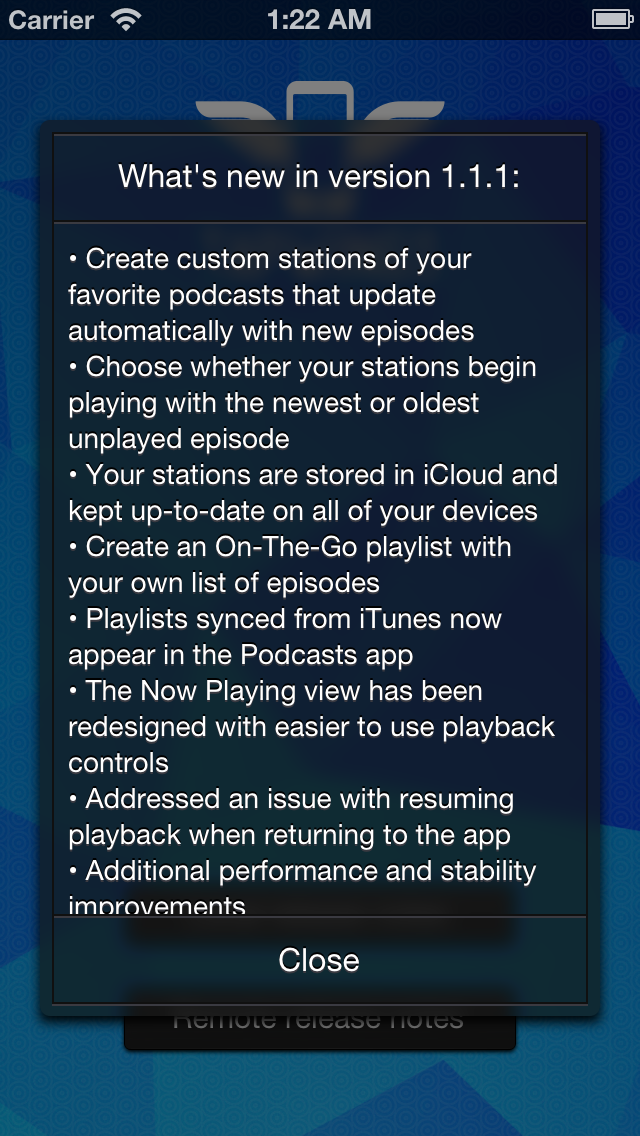 Carrier 1:22 AM
What's new in version 1.1.1:
• Create custom stations of your
favorite podcasts that update
automatically with new episodes
• Choose whether your stations begin
playing with the newest or oldest
unplayed episode
• Your stations are stored in iCloud and
kept up-to-date on all of your devices
• Create an On-The-Go playlist with
your own list of episodes
• Playlists synced from iTunes now
appear in the Podcasts app
• The Now Playing view has been
redesigned with easier to use playback
controls
• Addressed an issue with resuming
playback when returning to the app
• Additional performance and stability
improvements
Close
Remote release notes